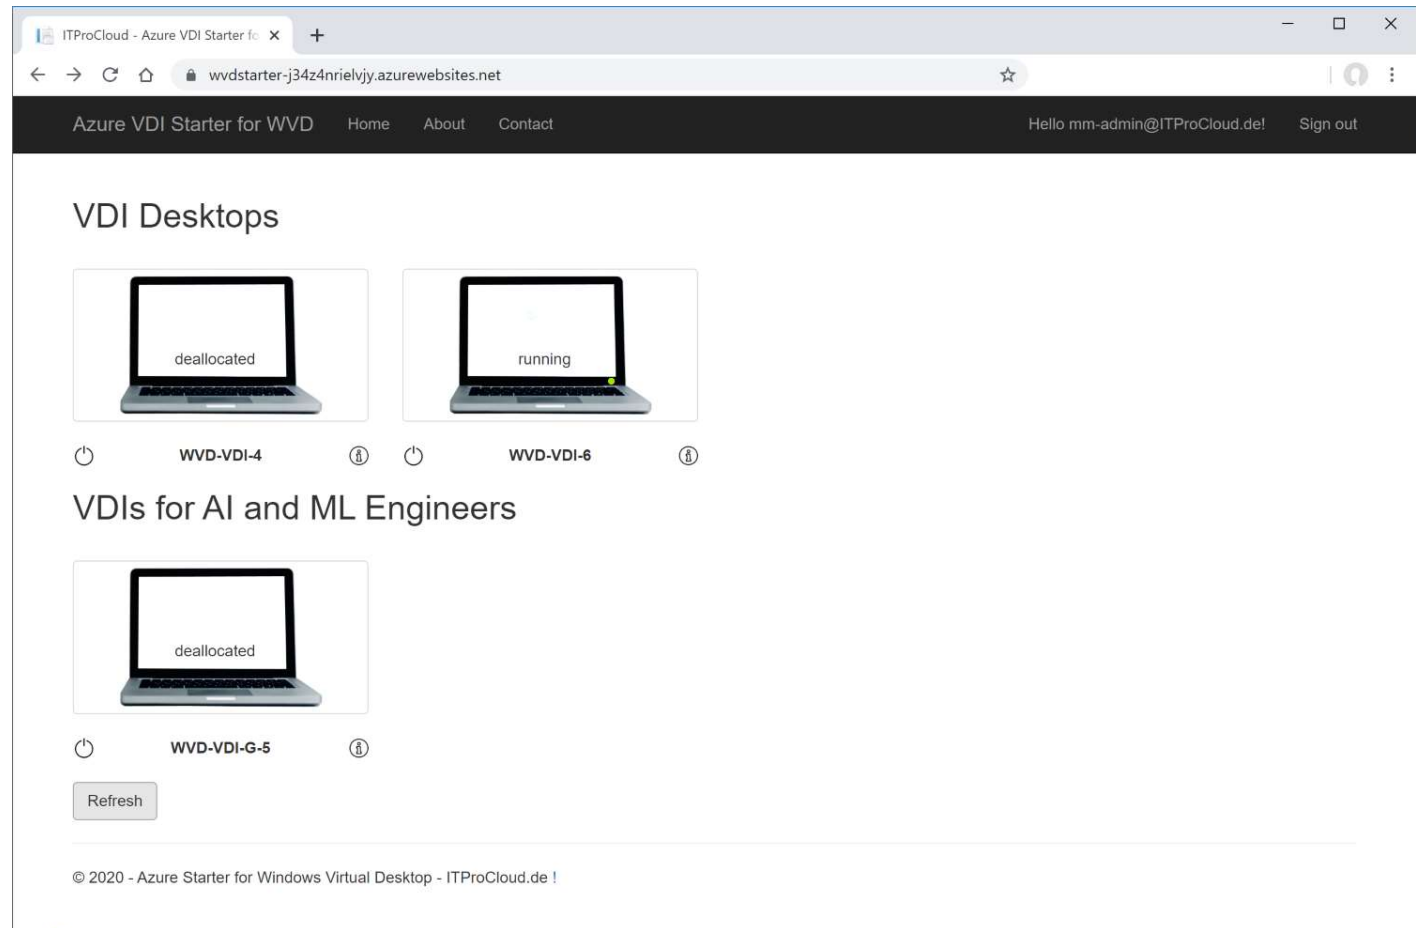 ITProCloud - Azure VDI Starter fo
wvdstarter-j34z4nrielvjy.azurewebsites.net
Azure VDI Starter for WVD Home About Contact Hello mm-admin@ITProCloud.de! Sign out
VDI Desktops
deallocated running
WVD-VDI-4 WVD-VDI-6
VDIs for AI and ML Engineers
deallocated
WVD-VDI-G-5
Refresh
© 2020 - Azure Starter for Windows Virtual Desktop - ITProCloud.de !